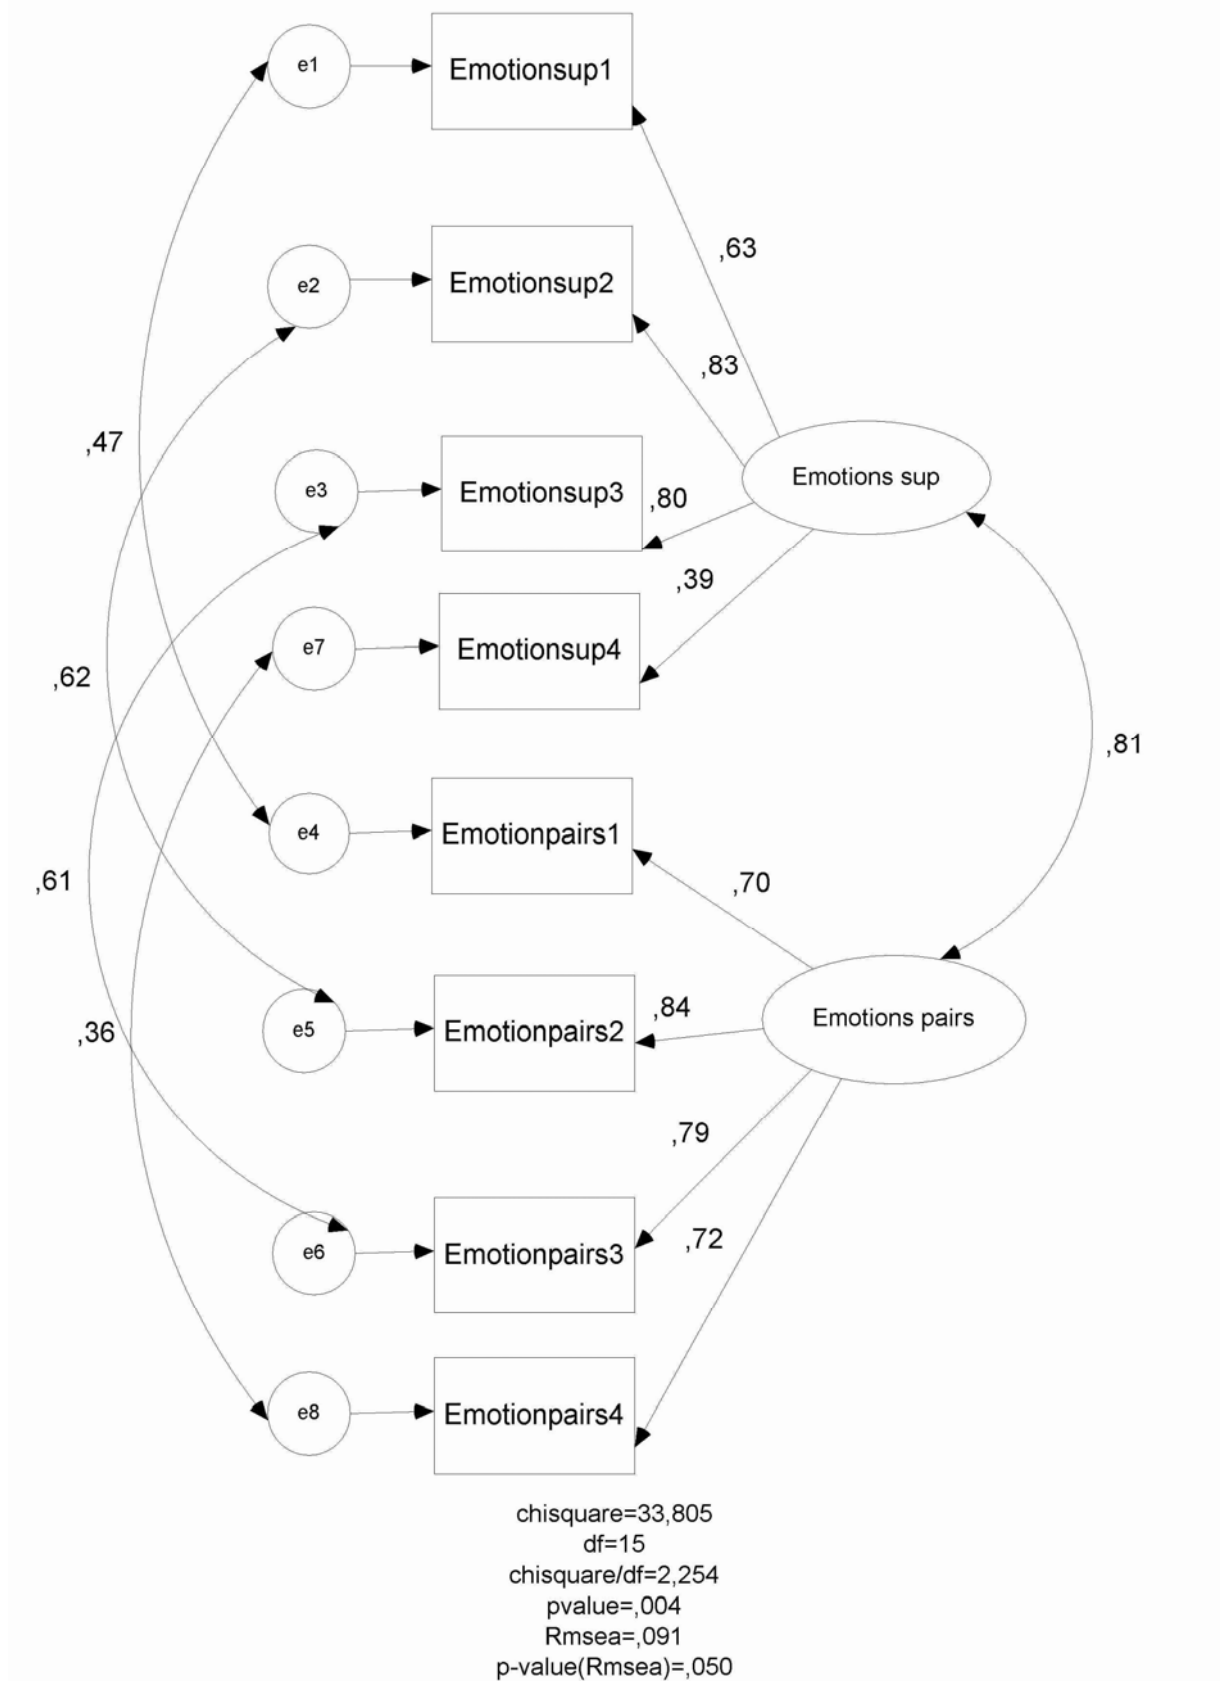 e1
Emotionsup1
,63
e2
Emotionsup2
,83
,47
e3
Emotionsup3
,80
Emotions sup
,39
e7
Emotionsup4
,62
,81
e4
Emotionpairs1
,70
,61
e5
Emotionpairs2
,84
Emotions pairs
,36
,79
e6
Emotionpairs3
,72
e8
Emotionpairs4
chisquare=33,805
df=15
chisquare/df=2,254
pvalue=,004
Rmsea=,091
p-value(Rmsea)=,050